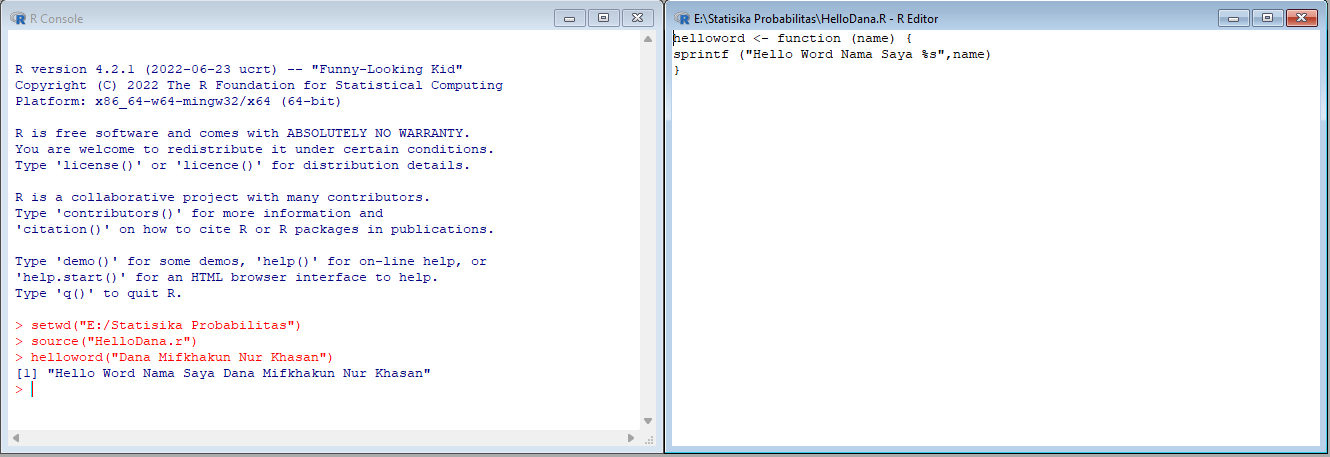 R Console
R version 4.2.1 (2022-06-23 ucrt) -- "Funny-Looking Kid"
Copyright (C) 2022 The R Foundation for Statistical Computing
Platform: x86_64-w64-mingw32/x64 (64-bit)
R is free software and comes with ABSOLUTELY NO WARRANTY.
You are welcome to redistribute it under certain conditions.
Type 'license()' or 'licence()' for distribution details.
R is a collaborative project with many contributors.
Type 'contributors()' for more information and
'citation()' on how to cite R or R packages in publications.
Type 'demo()' for some demos, 'help()' for on-line help, or
'help.start()' for an HTML browser interface to help.
Type 'q()' to quit R.
> setwd("E:/Statisika Probabilitas")
> source("HelloDana.r")
> helloword("Dana Mifkhakun Nur Khasan")
[1] "Hello Word Nama Saya Dana Mifkhakun Nur Khasan"
>
E:\Statisika Probabilitas\HelloDana.R - R Editor
helloword <- function (name) {
sprintf ("Hello Word Nama Saya %s",name)
}